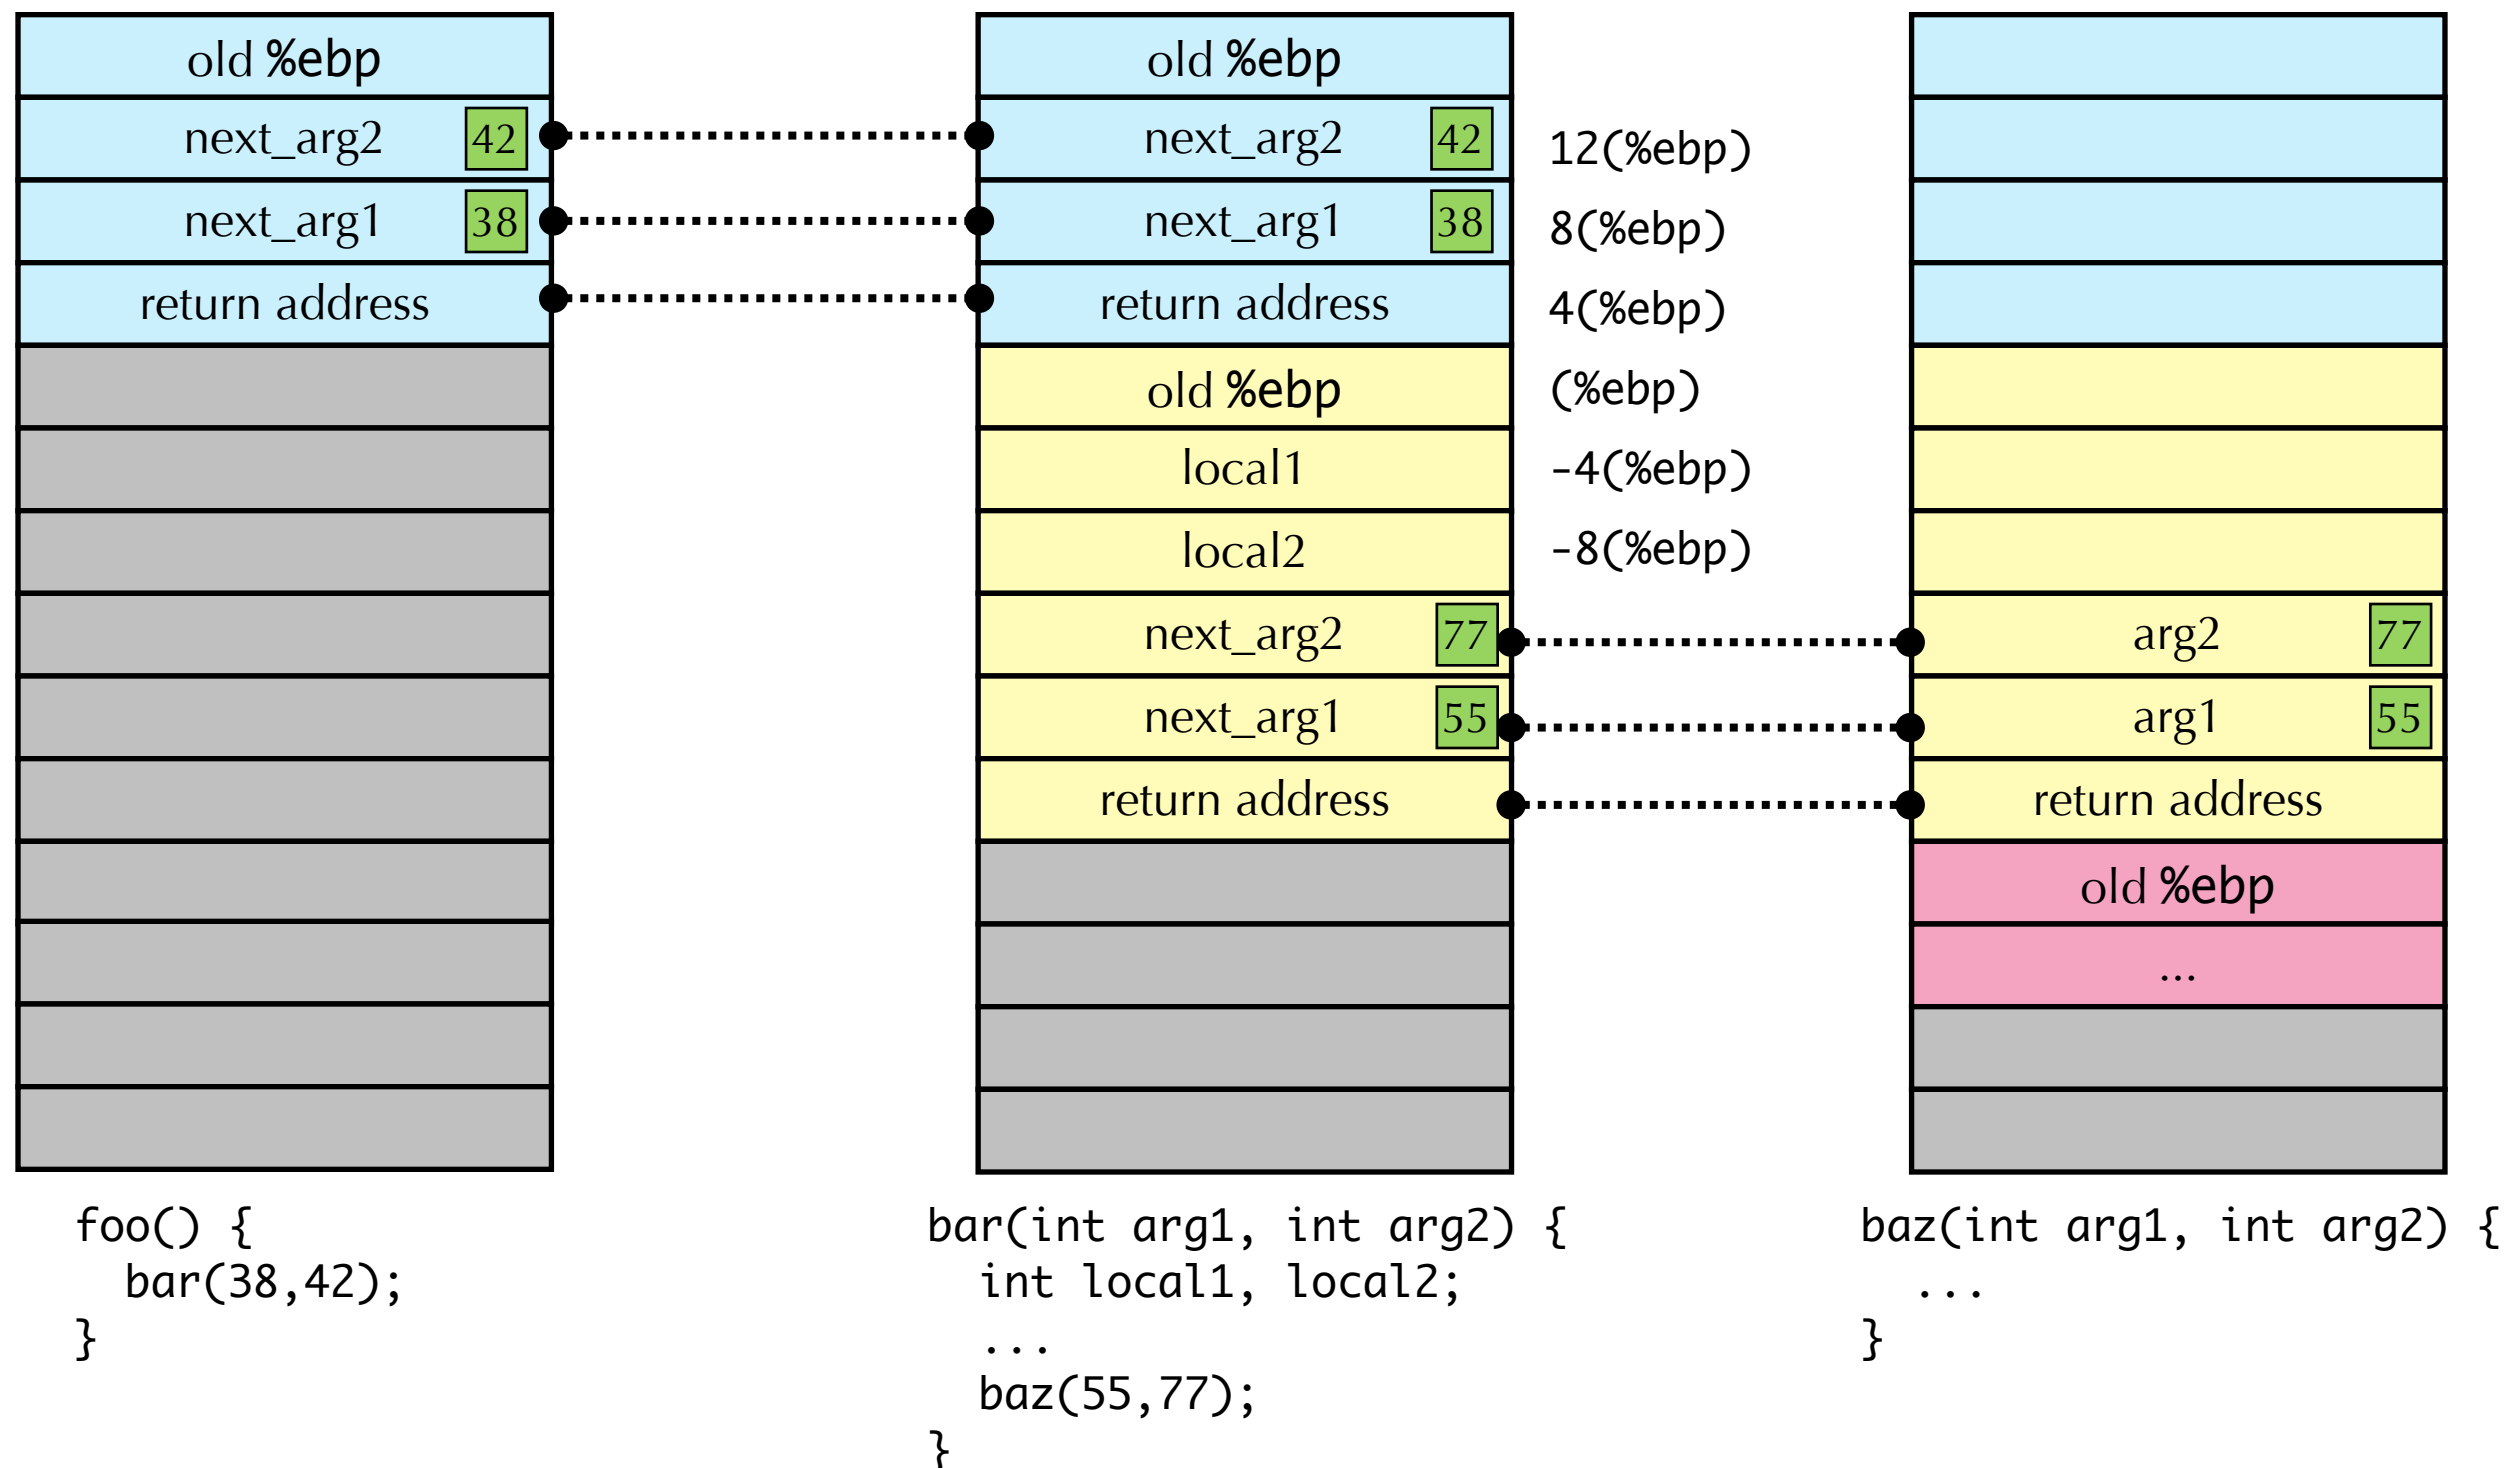 old %ebp
next_arg2 42
next_arg1 38
return address
old %ebp
next_arg2 42
next_arg1 38
return address
old %ebp
local1
local2
next_arg2 77
next_arg1 55
return address
12(%ebp)
8(%ebp)
4(%ebp)
(%ebp)
-4(%ebp)
-8(%ebp)
arg2 77
arg1 55
return address
old %ebp
...
foo() {
bar(38,42);
}
bar(int arg1, int arg2) {
int local1, local2;
...
baz(55,77);
}
baz(int arg1, int arg2) {
...
}